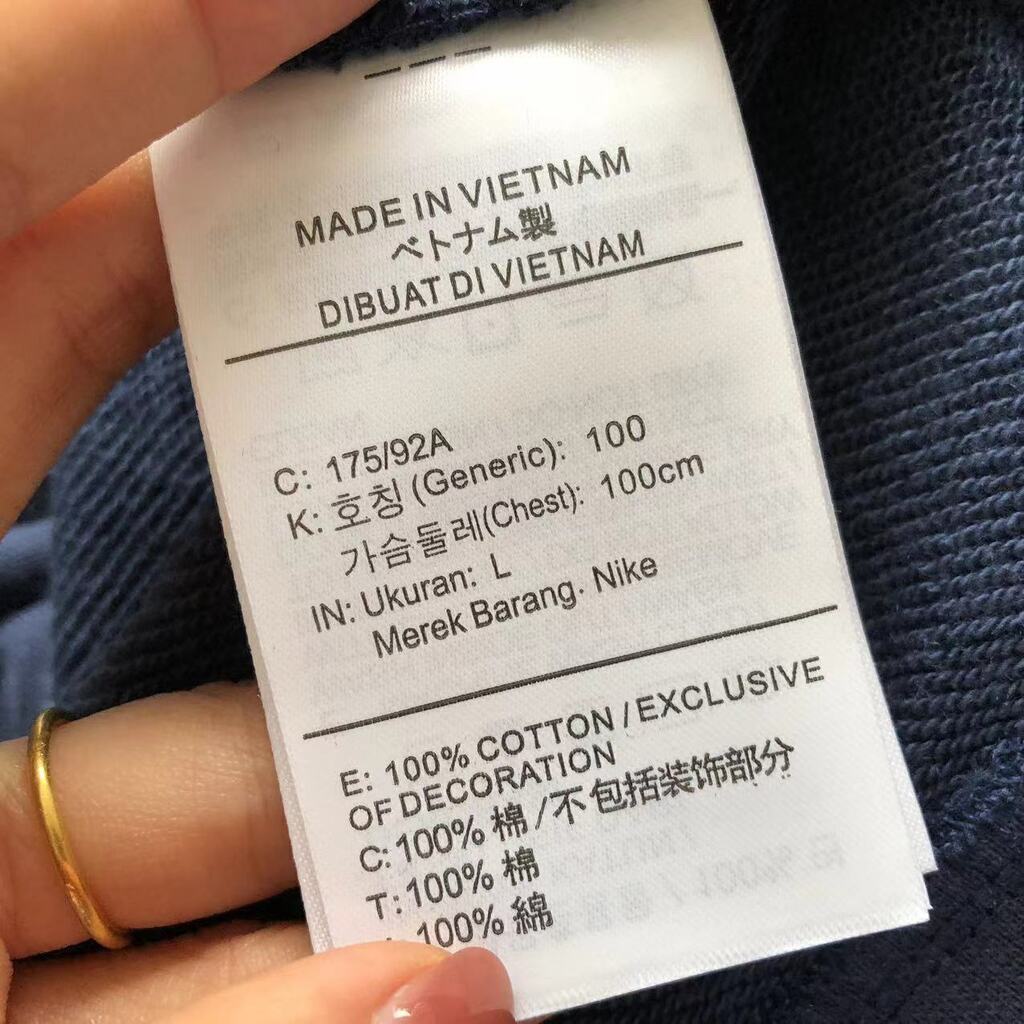 MADE IN VIETNAM
ベトナム製
DIBUAT DI VIETNAM
C: 175/92A
K: 호칭 (Generic): 100
가슴둘레(Chest): 100cm
IN: Ukuran: L
Merek Barang. Nike
E: 100% COTTON / EXCLUSIVE
OF DECORATION
C: 100% 棉 / 不包括装饰部分
T: 100% 棉
100% 綿